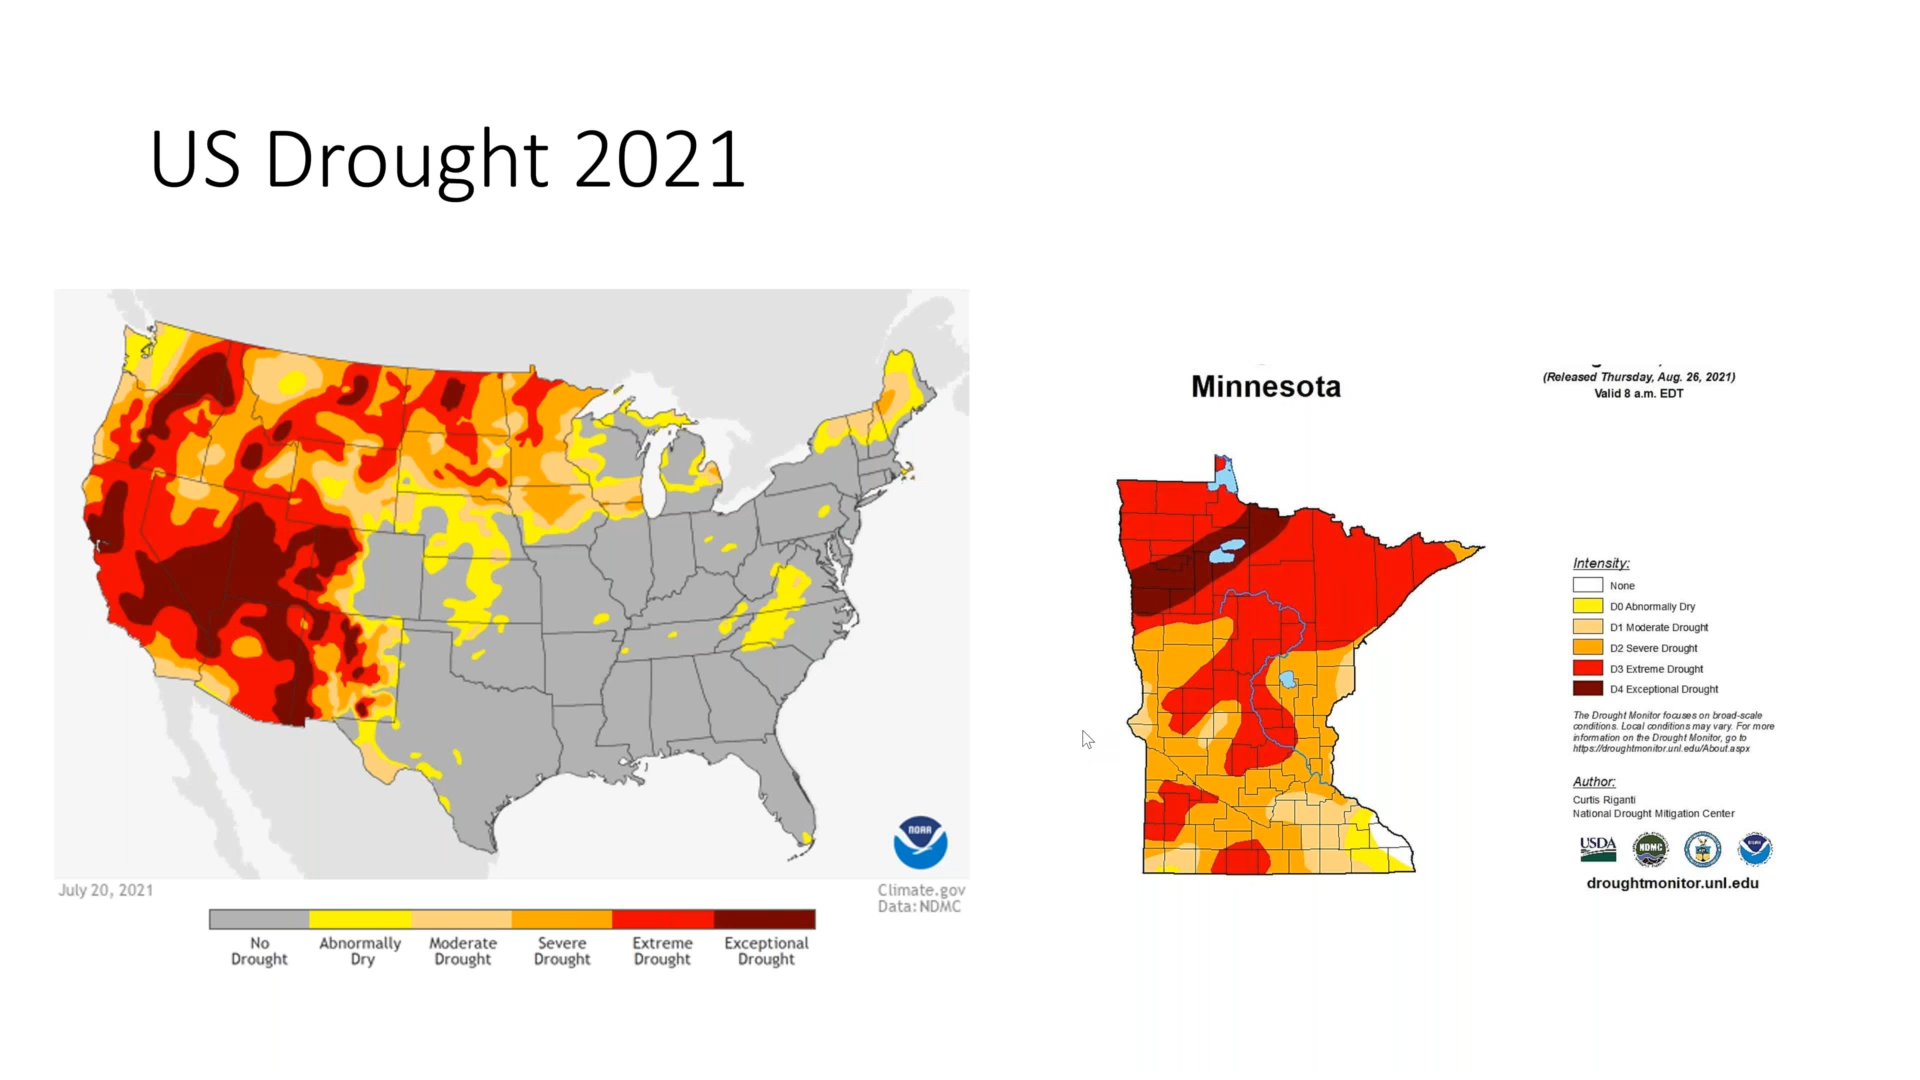 US Drought 2021
NOAA
July 20, 2021
Climate.gov
Data: NDMC
No
Drought
Abnormally
Dry
Moderate
Drought
Severe
Drought
Extreme
Drought
Exceptional
Drought
Minnesota
(Released Thursday, Aug. 26, 2021)
Valid 8 a.m. EDT
Intensity:
None
D0 Abnormally Dry
D1 Moderate Drought
D2 Severe Drought
D3 Extreme Drought
D4 Exceptional Drought
The Drought Monitor focuses on broad-scale
conditions. Local conditions may vary. For more
information on the Drought Monitor, go to
https://droughtmonitor.unl.edu/About.aspx
Author:
Curtis Riganti
National Drought Mitigation Center
USDA
NDMC
droughtmonitor.unl.edu